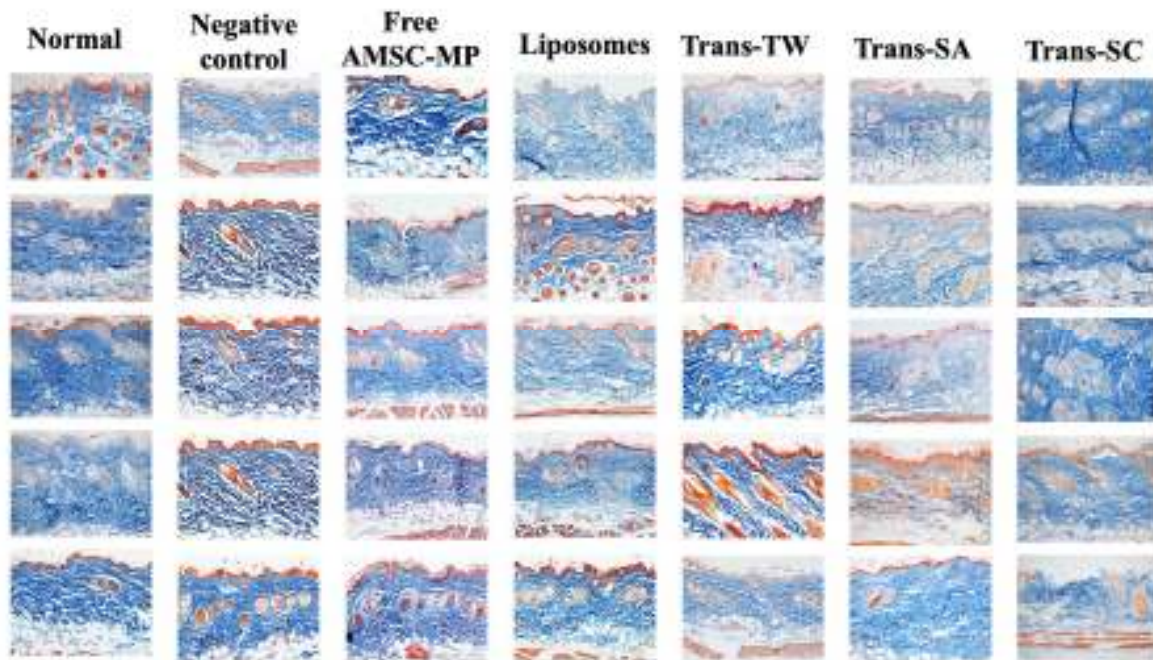 Normal
Negative
control
Free
AMSC-MP
Liposomes
Trans-TW
Trans-SA
Trans-SC